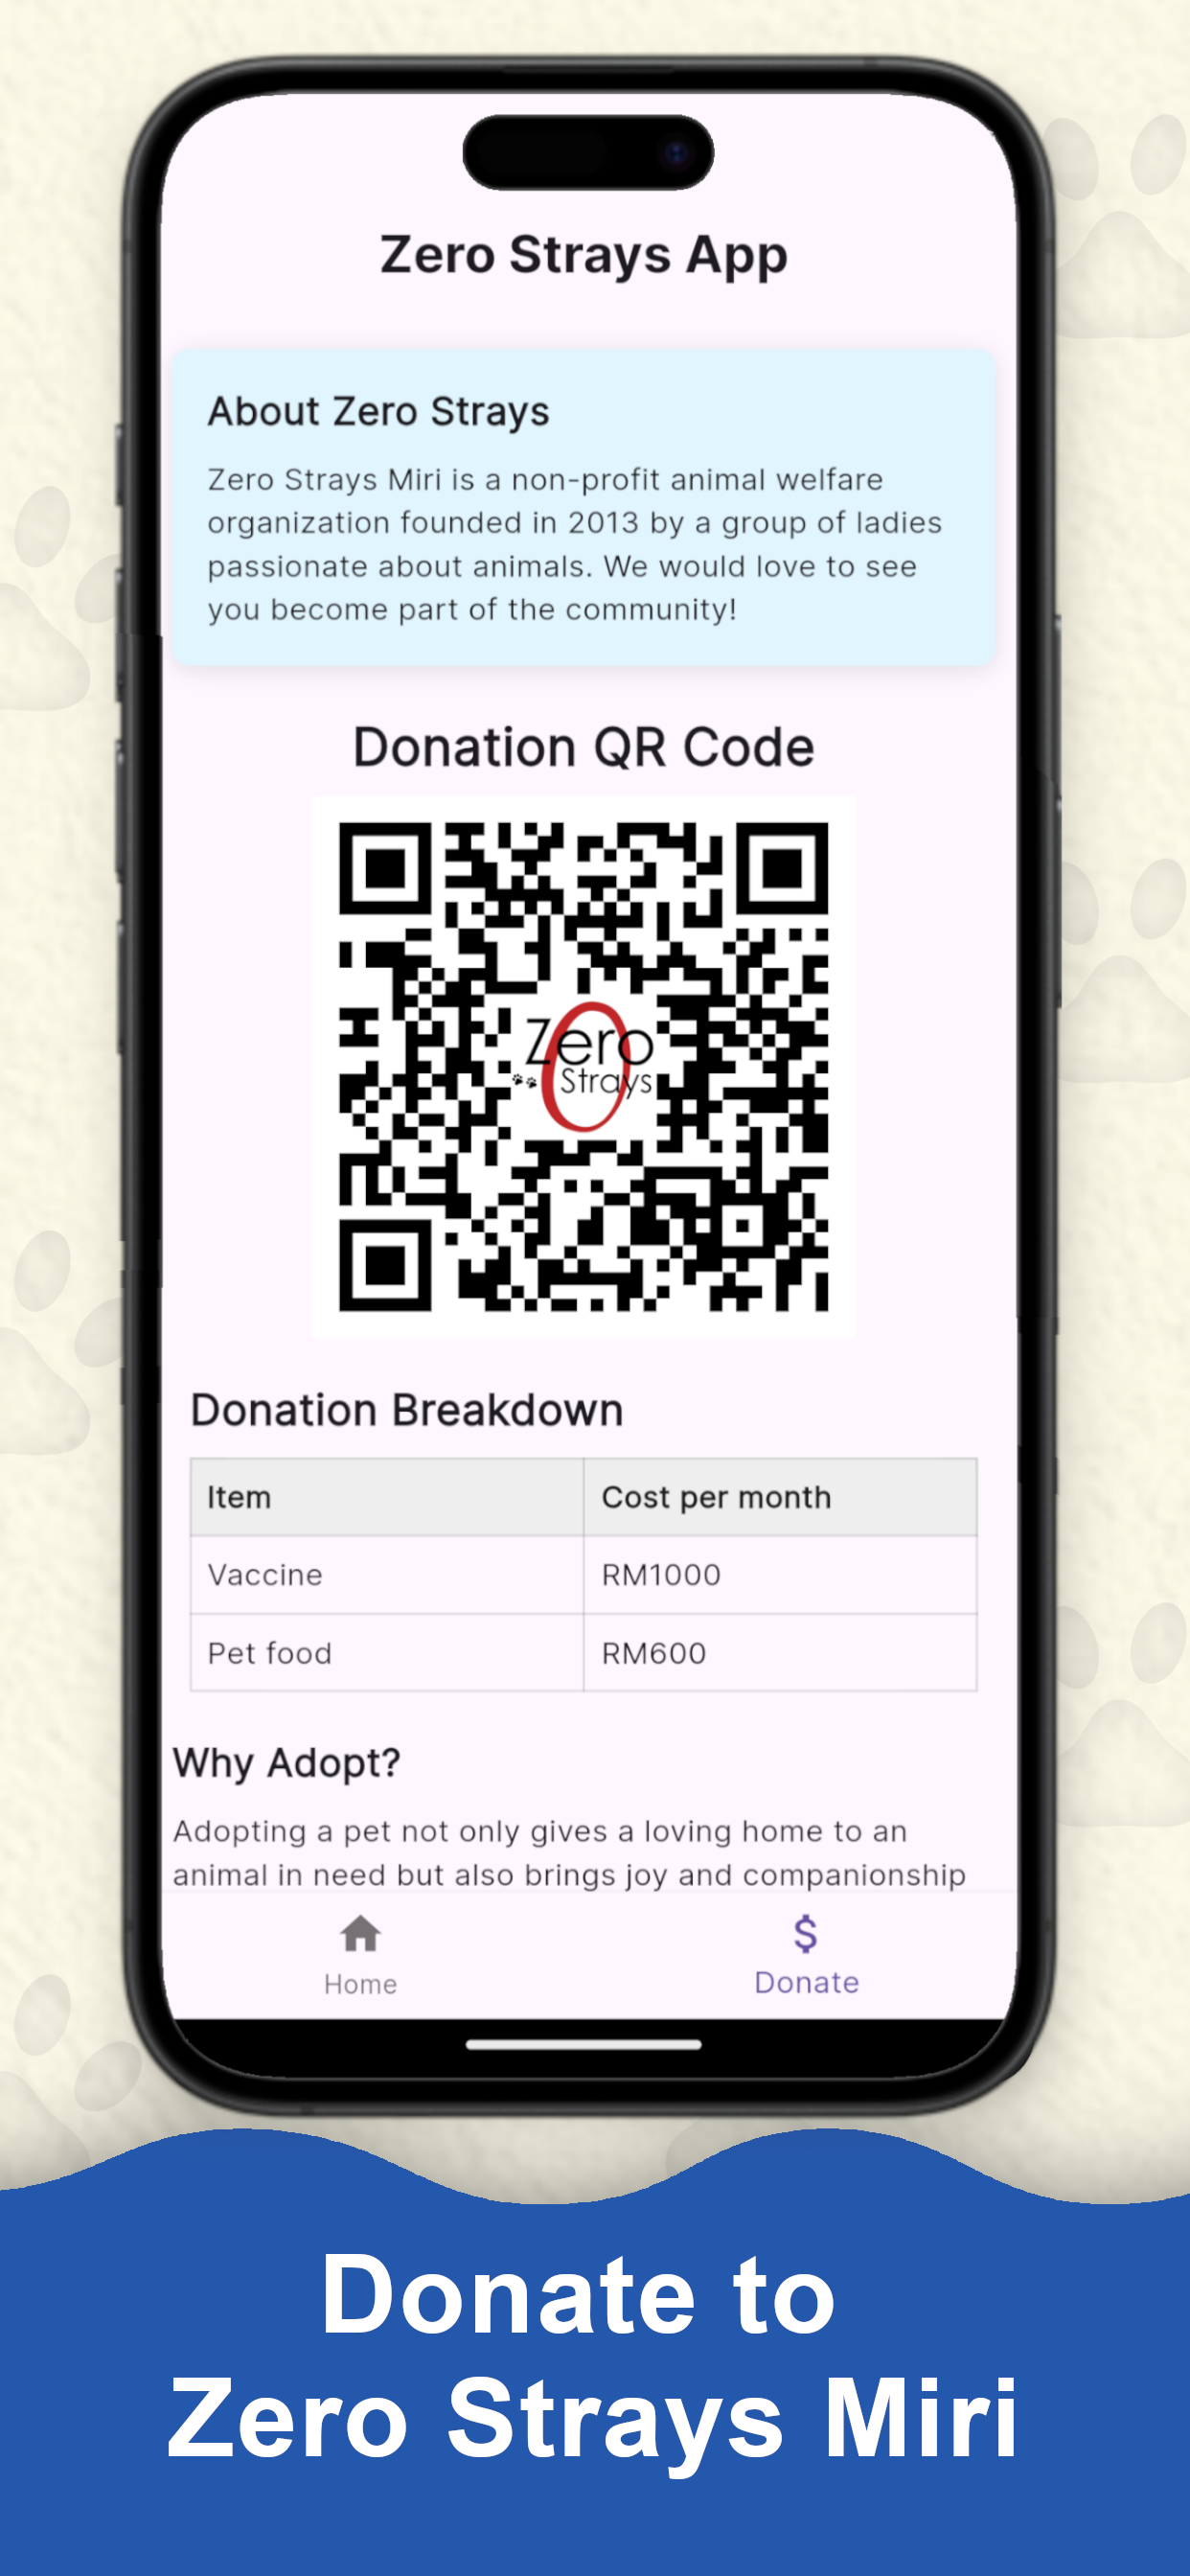 Zero Strays App
About Zero Strays
Zero Strays Miri is a non-profit animal welfare
organization founded in 2013 by a group of ladies
passionate about animals. We would love to see
you become part of the community!
Donation QR Code
Zero
Strays
Donation Breakdown
Item Cost per month
Vaccine RM1000
Pet food RM600
Why Adopt?
Adopting a pet not only gives a loving home to an
animal in need but also brings joy and companionship
Home Donate
Donate to
Zero Strays Miri